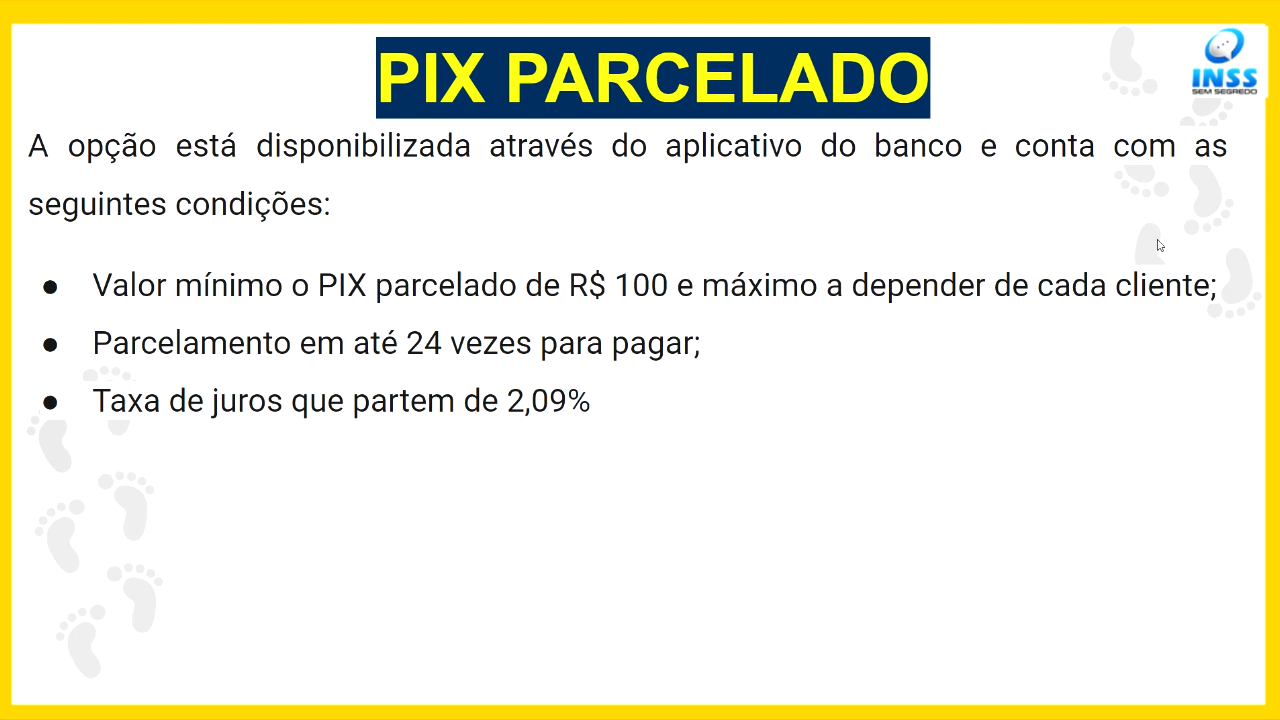 PIX PARCELADO
INSS
SEM SEGREDO
A opção está disponibilizada através do aplicativo do banco e conta com as
seguintes condições:
● Valor mínimo o PIX parcelado de R$ 100 e máximo a depender de cada cliente;
● Parcelamento em até 24 vezes para pagar;
● Taxa de juros que partem de 2,09%